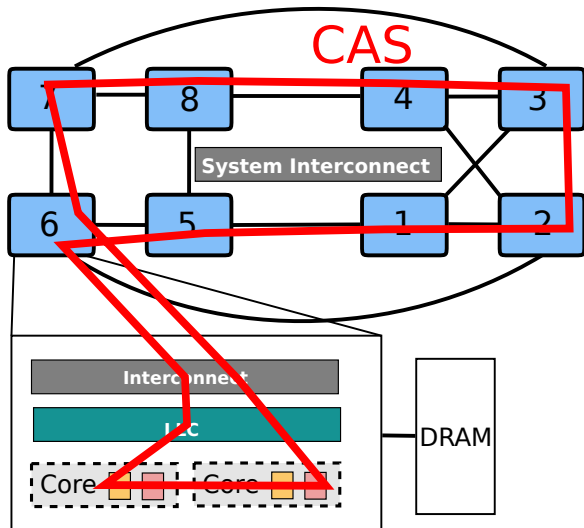 CAS
7 8 4 3
System Interconnect
6 5 1 2
Interconnect
LLC
DRAM
Core Core